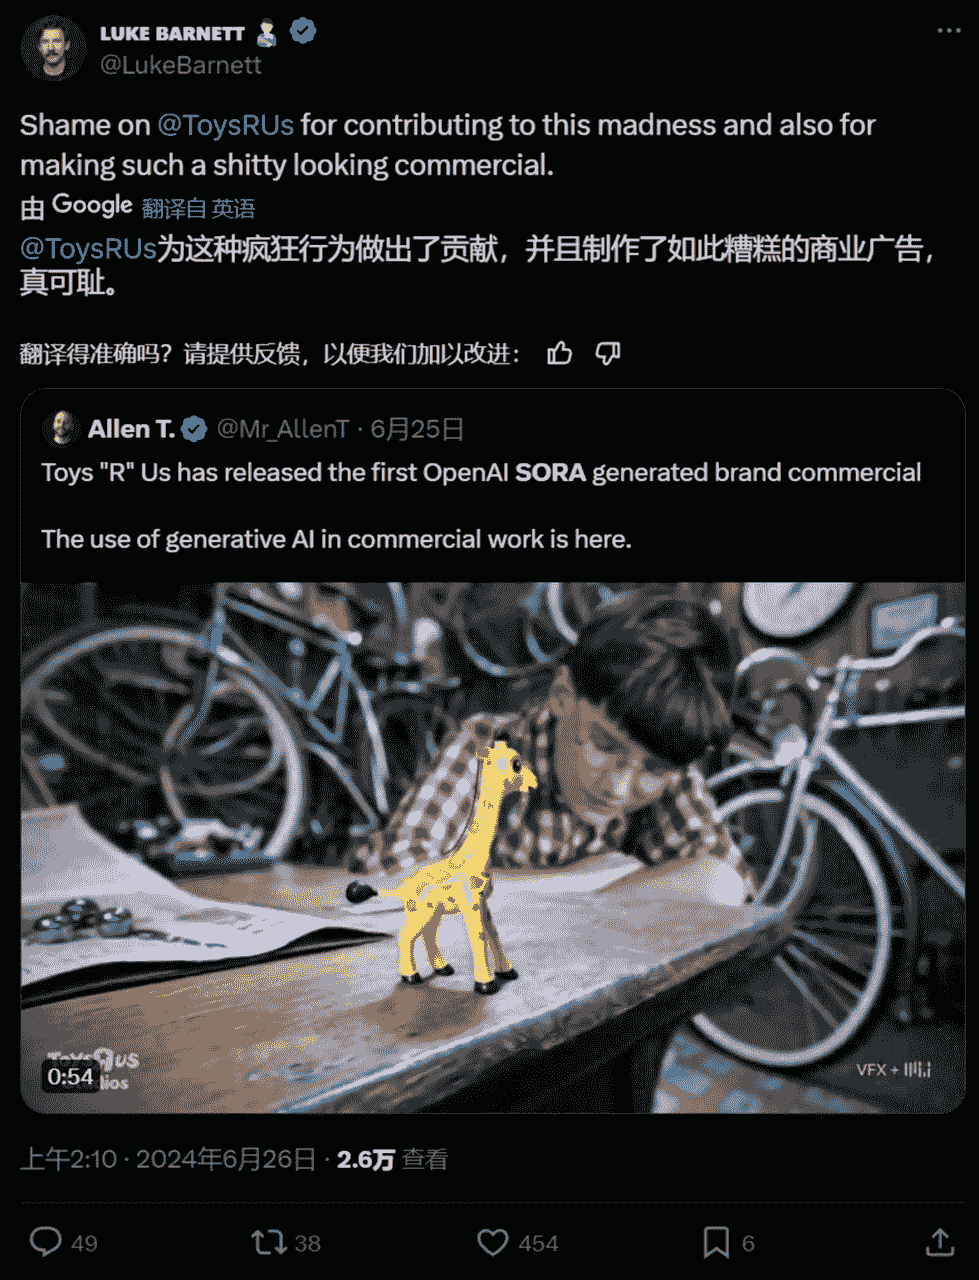 LUKE BARNETT
@LukeBarnett
Shame on @ToysRUs for contributing to this madness and also for
making such a shitty looking commercial.
由 Google 翻译自 英语
@ToysRUs为这种疯狂行为做出了贡献，并且制作了如此糟糕的商业广告，
真可耻。
翻译得准确吗？请提供反馈，以便我们加以改进：
Allen T. @Mr_AllenT · 6月25日
Toys "R" Us has released the first OpenAI SORA generated brand commercial
The use of generative AI in commercial work is here.
ToysRus
0:54 dios
VFX +
上午2:10 · 2024年6月26日 · 2.6万 查看
49 38 454 6